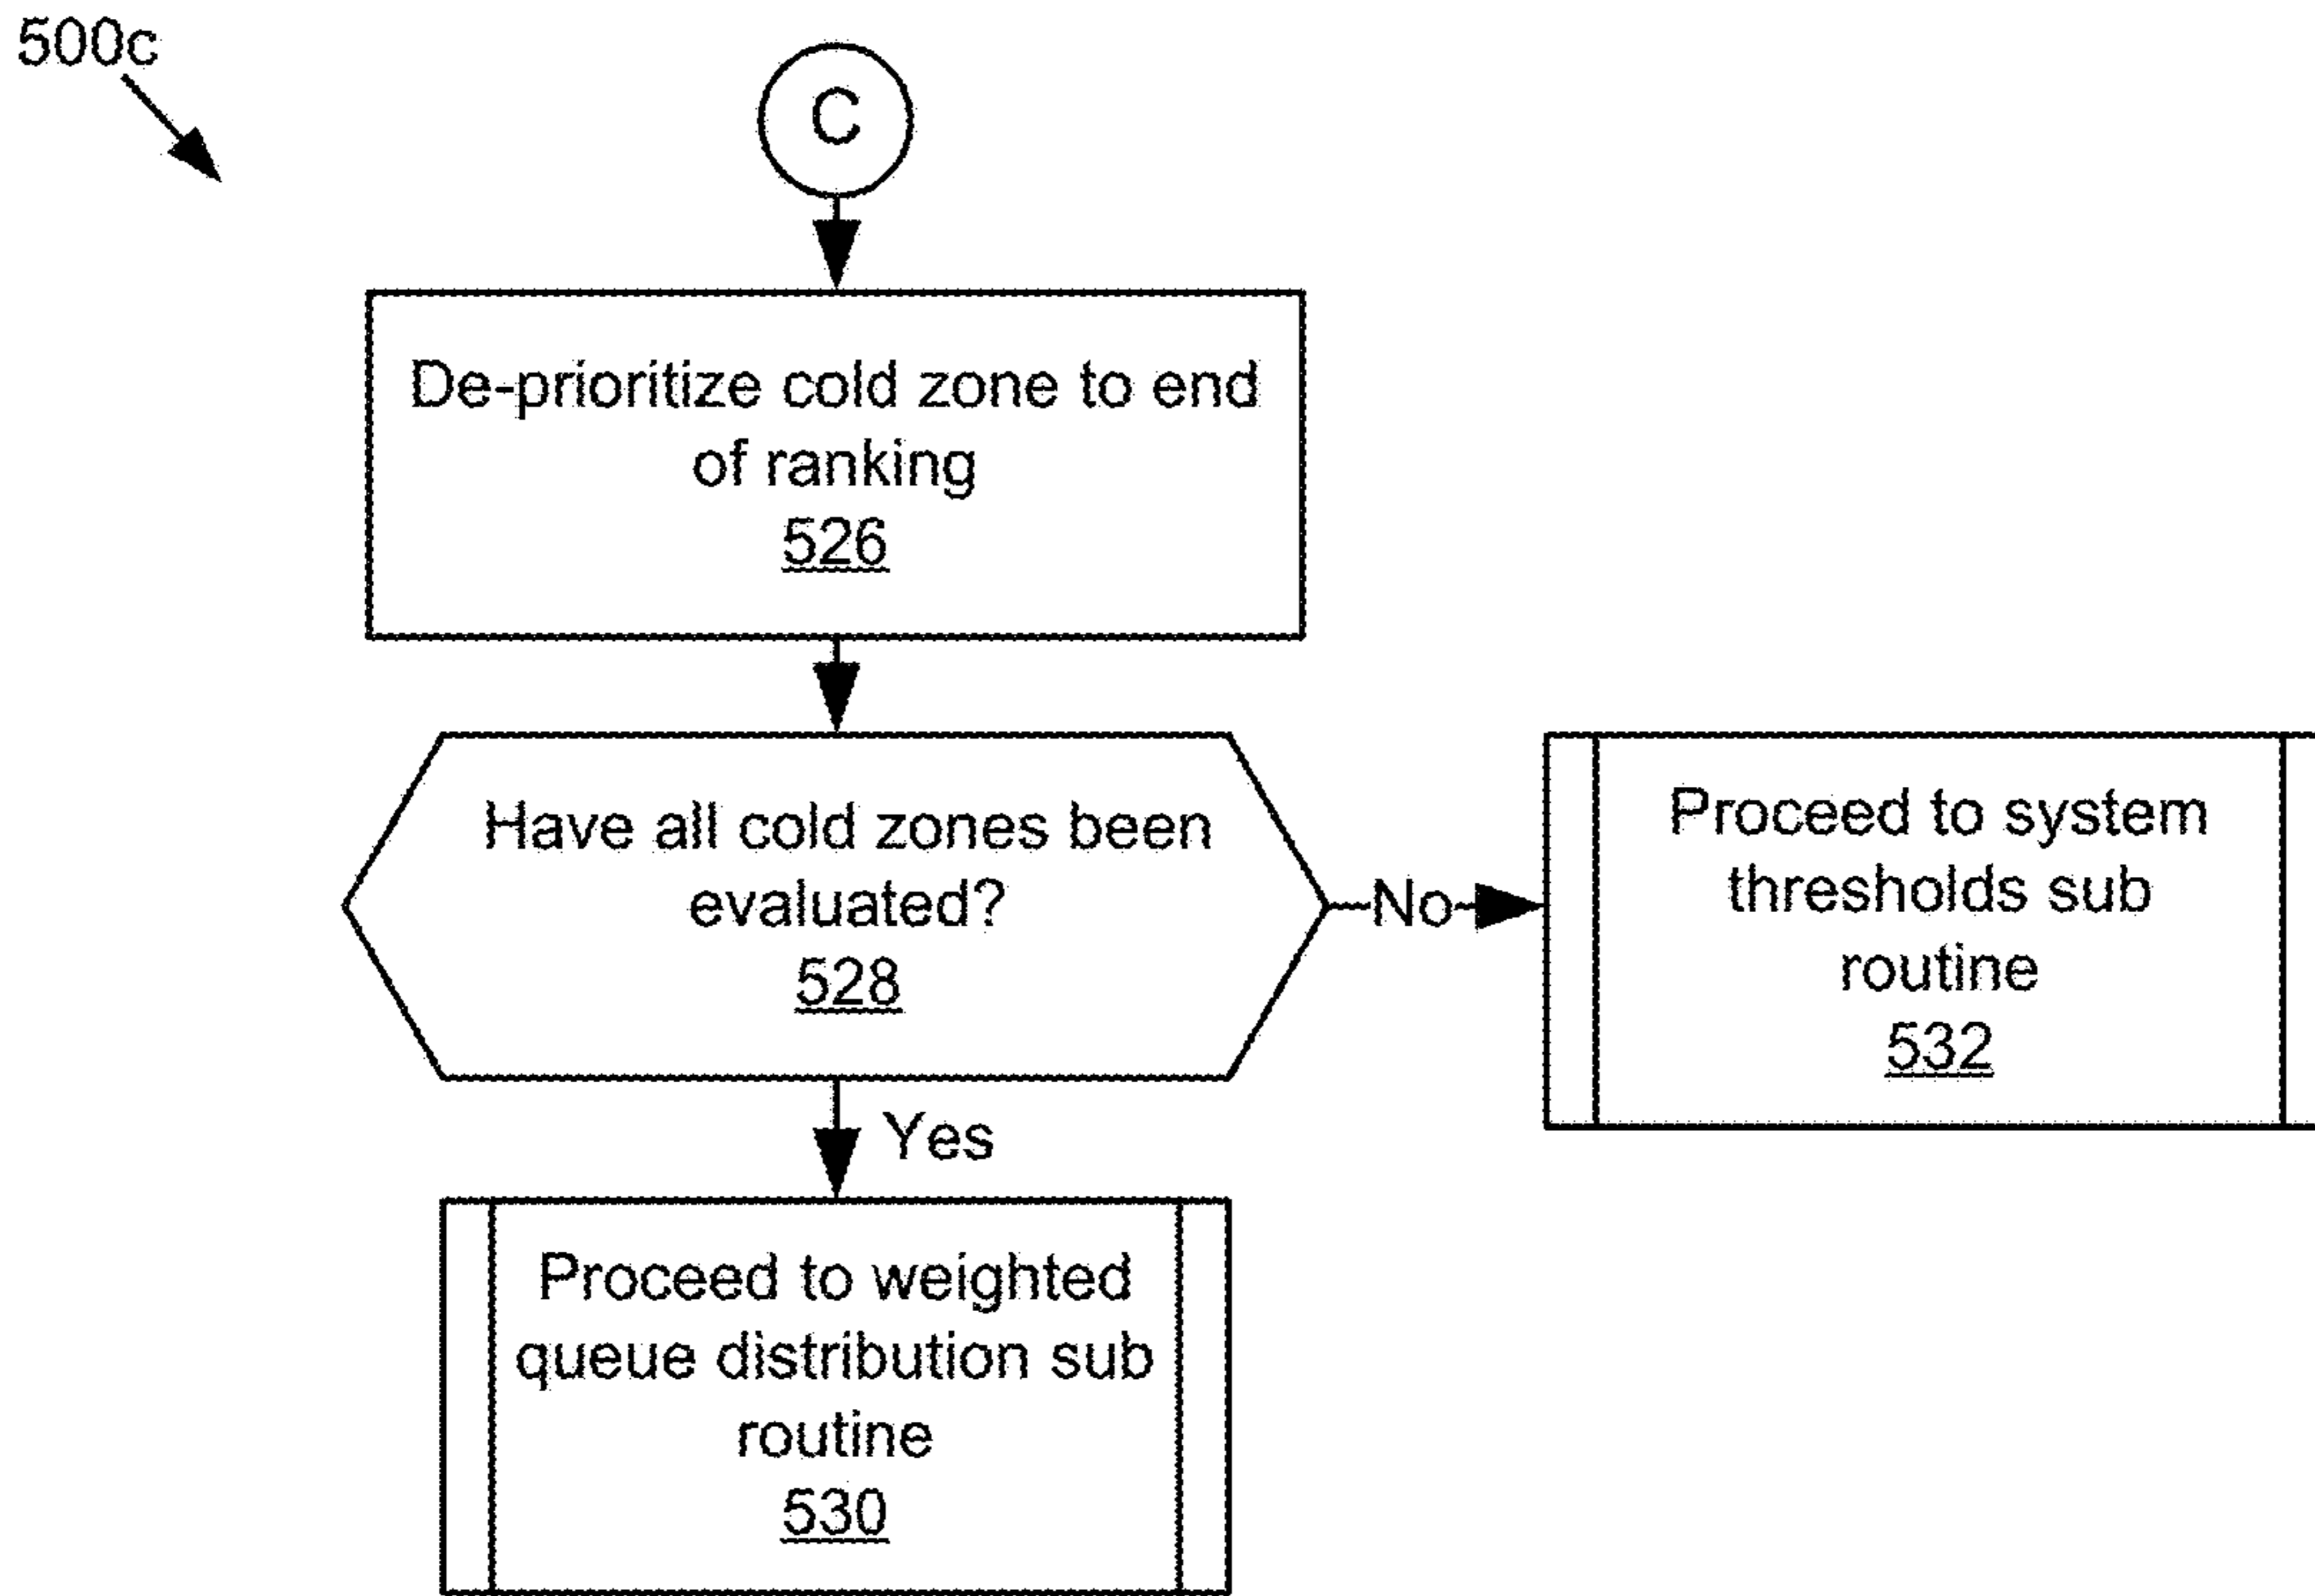 500c
C
De-prioritize cold zone to end
of ranking
526
Have all cold zones been
evaluated?
528
No
Proceed to system
thresholds sub
routine
532
Yes
Proceed to weighted
queue distribution sub
routine
530